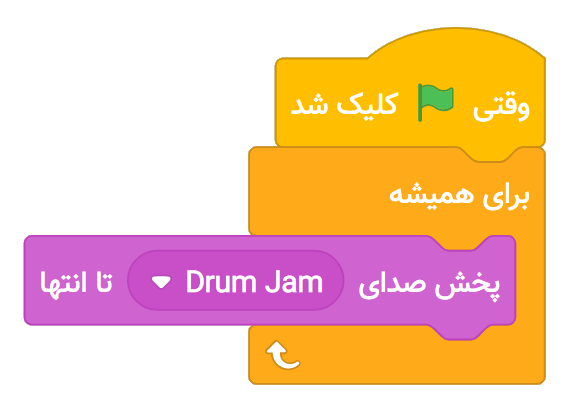 وقتی کلیک شد
برای همیشه
پخش صدای Drum Jam تا انتها